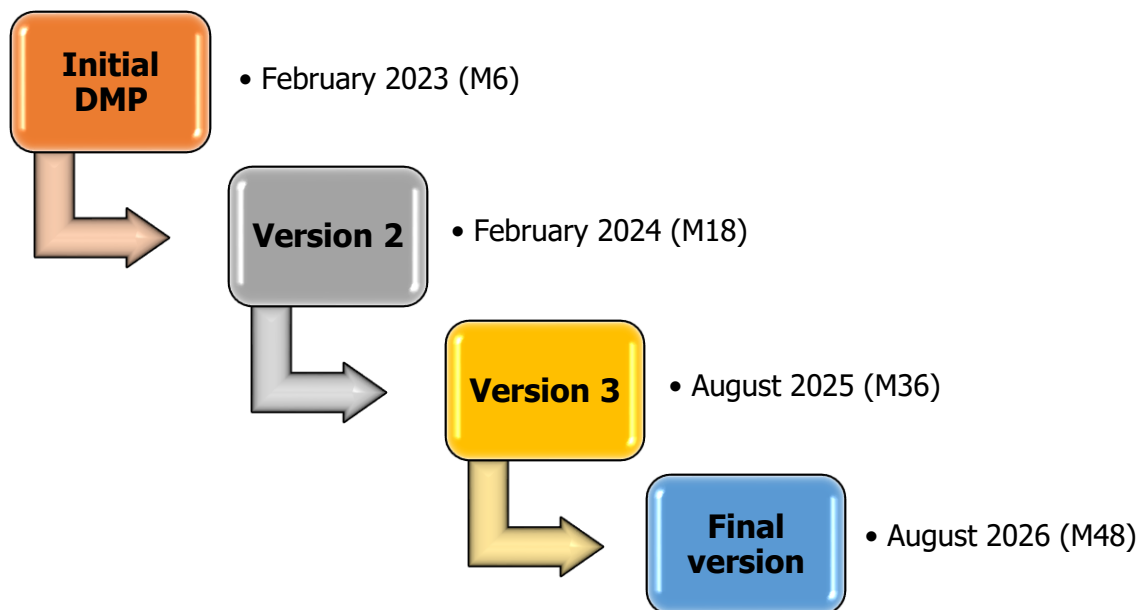 Initial
DMP
• February 2023 (M6)
Version 2
• February 2024 (M18)
Version 3
• August 2025 (M36)
Final
version
• August 2026 (M48)